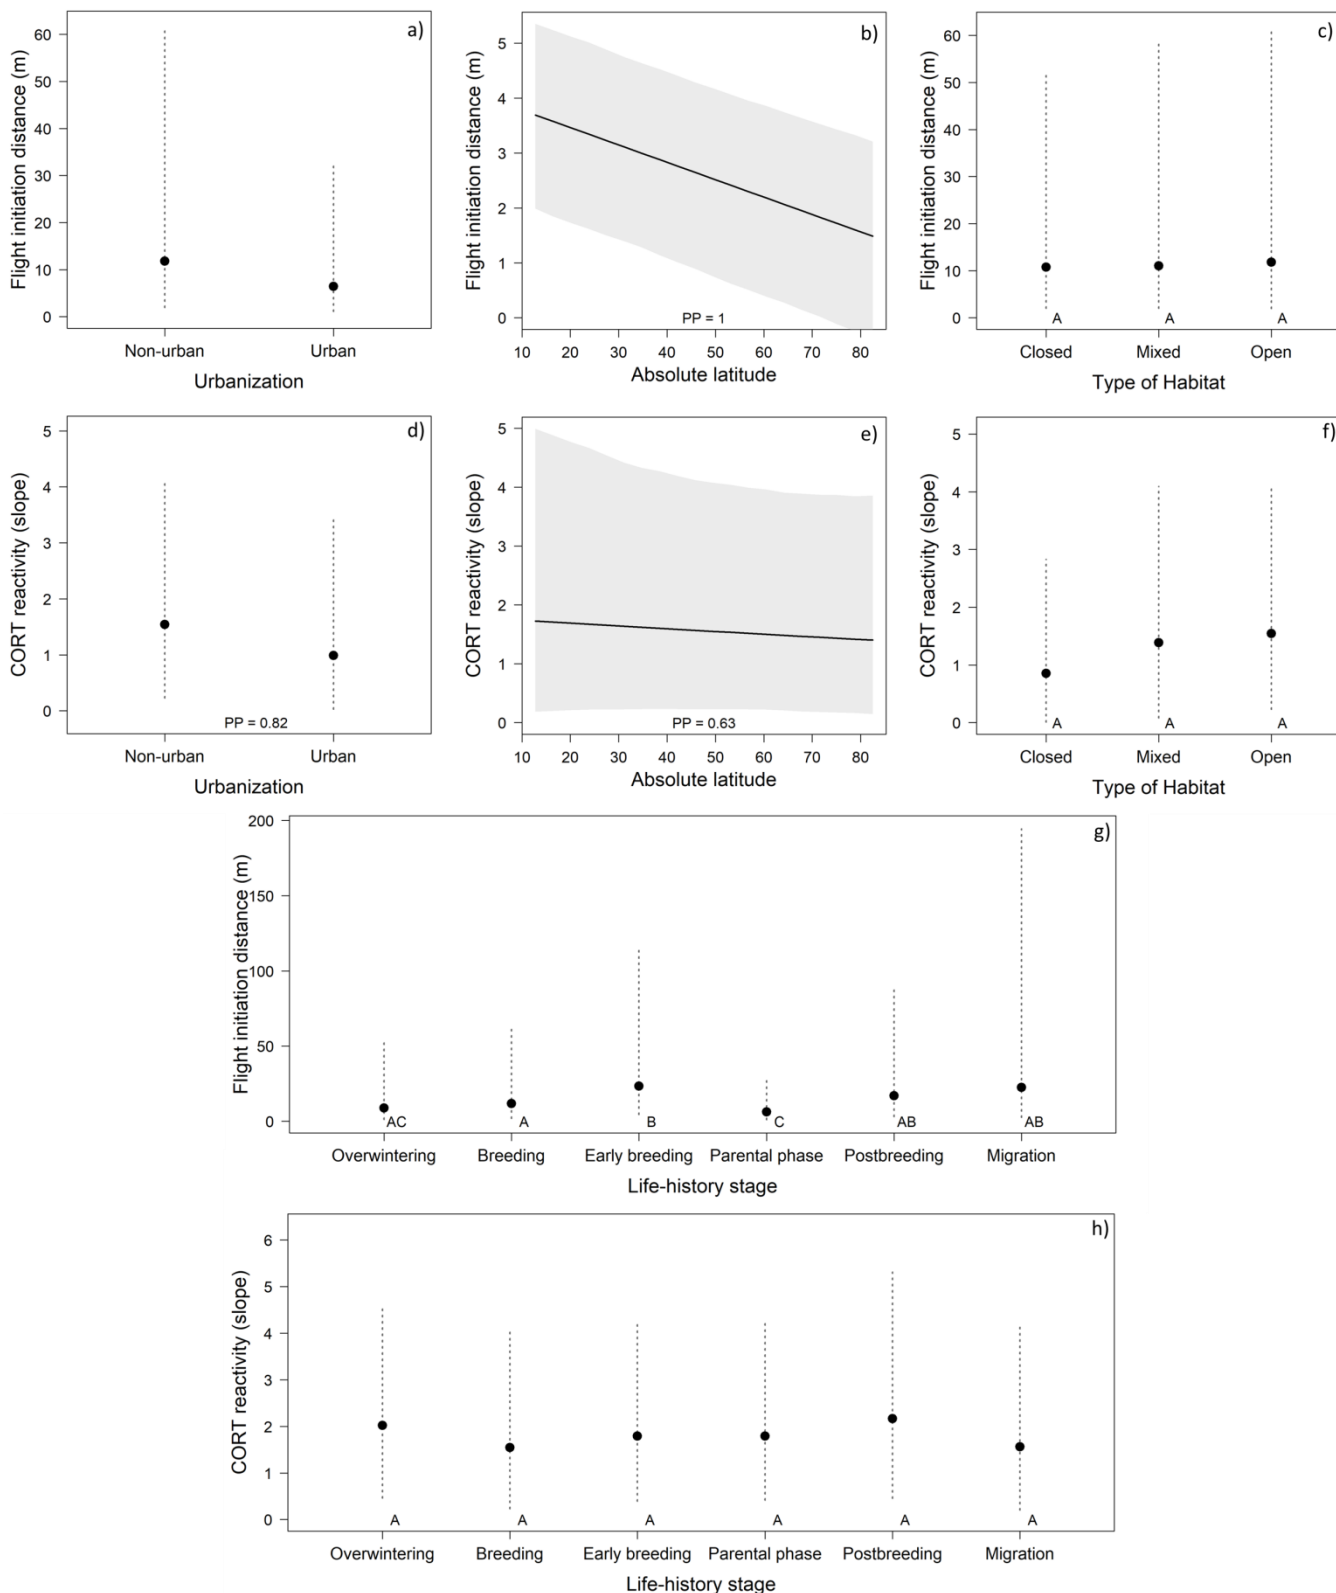 a)
Flight initiation distance (m)
60
50
40
30
20
10
0
Non-urban Urban
Urbanization
b)
Flight initiation distance (m)
5
4
3
2
1
0
PP = 1
10 20 30 40 50 60 70 80
Absolute latitude
c)
Flight initiation distance (m)
60
50
40
30
20
10
0
A A A
Closed Mixed Open
Type of Habitat
d)
CORT reactivity (slope)
5
4
3
2
1
0
PP = 0.82
Non-urban Urban
Urbanization
e)
CORT reactivity (slope)
5
4
3
2
1
0
PP = 0.63
10 20 30 40 50 60 70 80
Absolute latitude
f)
CORT reactivity (slope)
5
4
3
2
1
0
A A A
Closed Mixed Open
Type of Habitat
g)
Flight initiation distance (m)
200
150
100
50
0
AC A B C AB AB
Overwintering Breeding Early breeding Parental phase Postbreeding Migration
Life-history stage
h)
CORT reactivity (slope)
6
5
4
3
2
1
0
A A A A A A
Overwintering Breeding Early breeding Parental phase Postbreeding Migration
Life-history stage